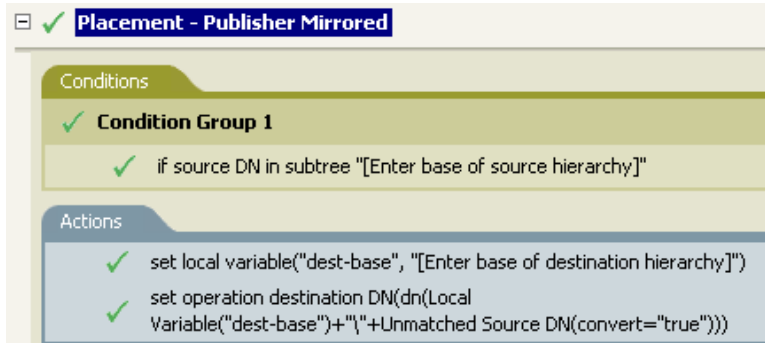 Placement - Publisher Mirrored
Conditions
Condition Group 1
if source DN in subtree "[Enter base of source hierarchy]"
Actions
set local variable("dest-base", "[Enter base of destination hierarchy]")
set operation destination DN(dn(Local
Variable("dest-base")+"\"+Unmatched Source DN(convert="true")))